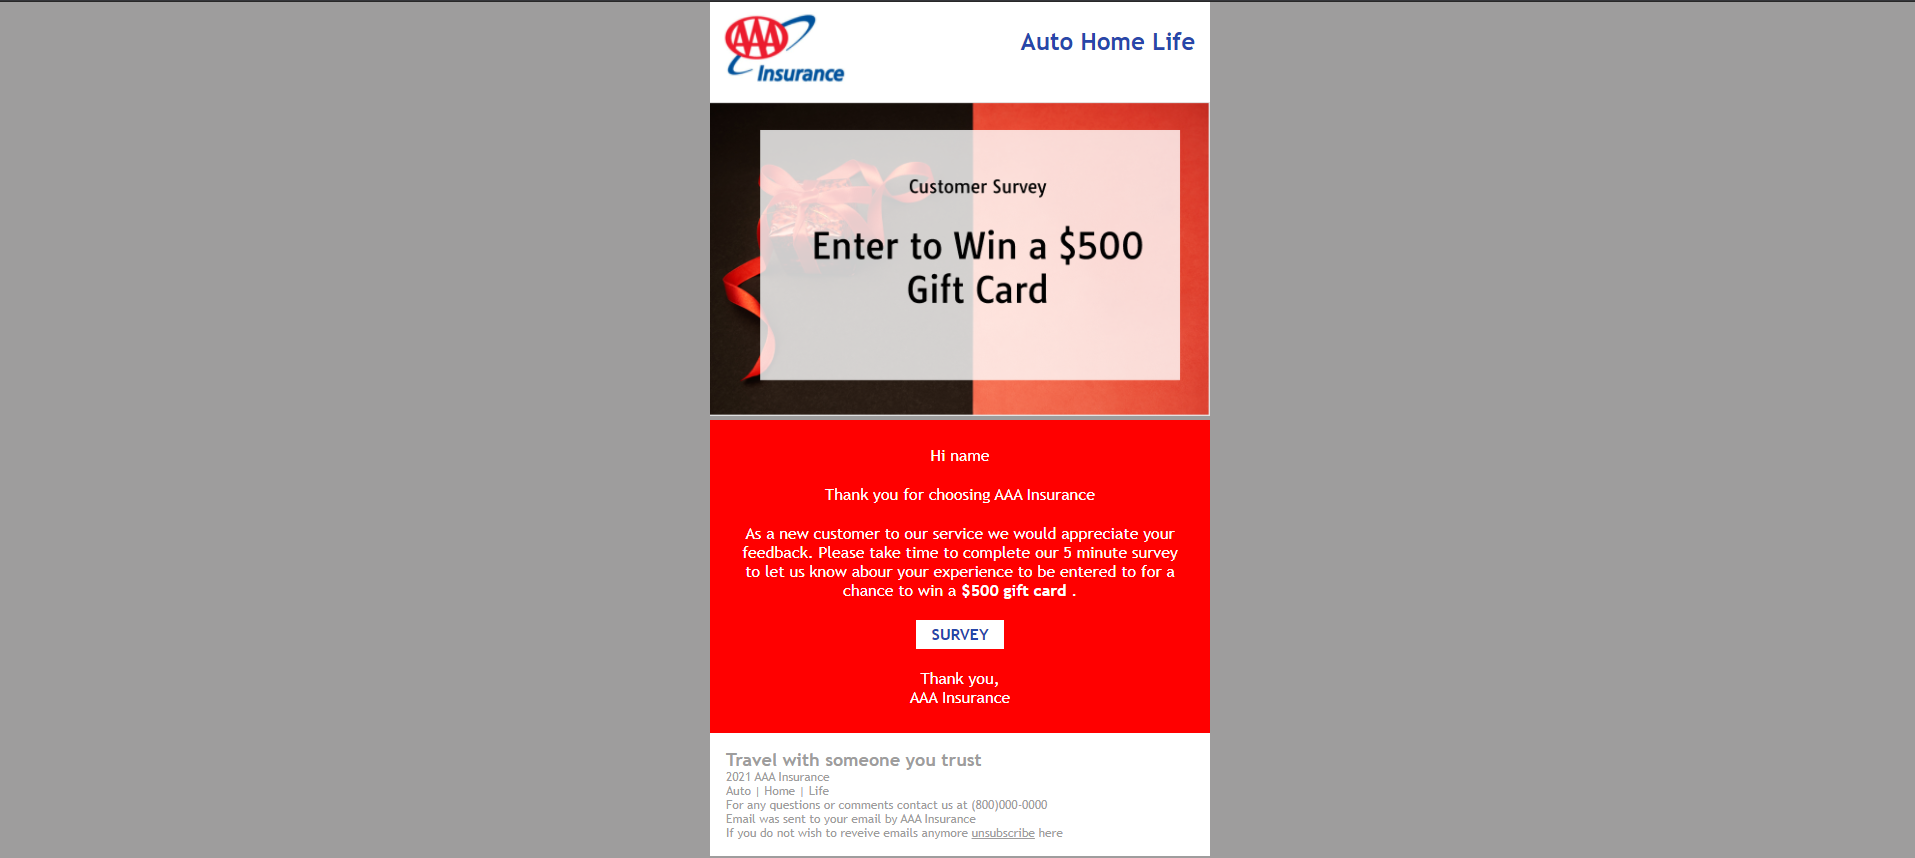 AAA
Insurance
Auto Home Life
Customer Survey
Enter to Win a $500
Gift Card
Hi name
Thank you for choosing AAA Insurance
As a new customer to our service we would appreciate your
feedback. Please take time to complete our 5 minute survey
to let us know abour your experience to be entered to for a
chance to win a $500 gift card .
SURVEY
Thank you,
AAA Insurance
Travel with someone you trust
2021 AAA Insurance
Auto | Home | Life
For any questions or comments contact us at (800)000-0000
Email was sent to your email by AAA Insurance
If you do not wish to reveive emails anymore unsubscribe here